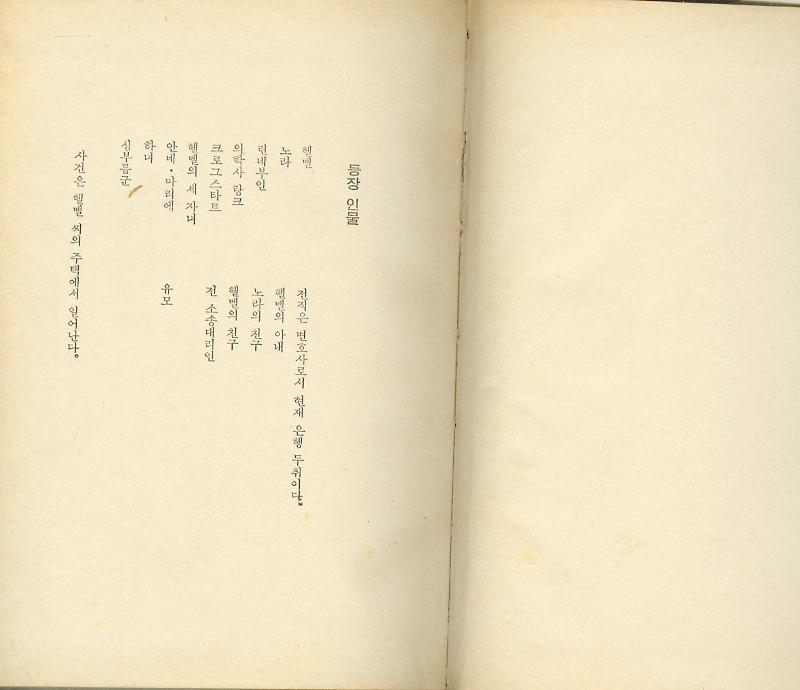 등장 인물
헬멜 전직은 변호사로서 현재 은행 두취이다.
노라 헬멜의 아내
린네부인 노라의 친구
의학사 랑크 헬멜의 친구
크로그스타트 전 소송대리인
헬멜의 세 자녀
안네·마리에 유모
하녀
심부름군
사건은 헬멜 씨의 주택에서 일어난다.